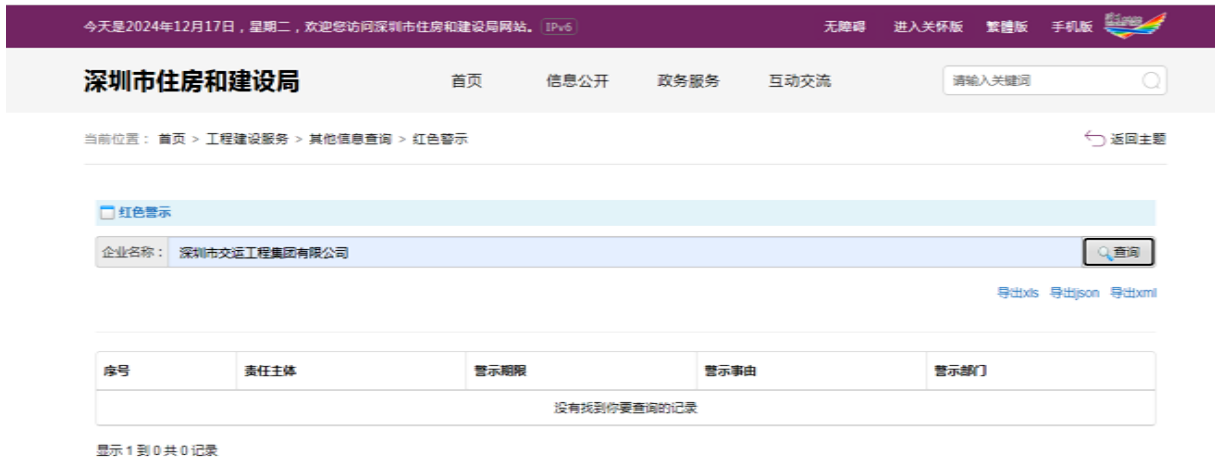 今天是2024年12月17日，星期二，欢迎您访问深圳市住房和建设局网站。 IPv6 无障碍 进入关怀版 繁體版 手机版
深圳市住房和建设局 首页 信息公开 政务服务 互动交流 请输入关键词
当前位置： 首页 > 工程建设服务 > 其他信息查询 > 红色警示 返回主题
红色警示
企业名称： 深圳市交运工程集团有限公司 查询
导出xls 导出json 导出xml
序号 责任主体 警示期限 警示事由 警示部门
没有找到你要查询的记录
显示 1 到 0 共 0 记录